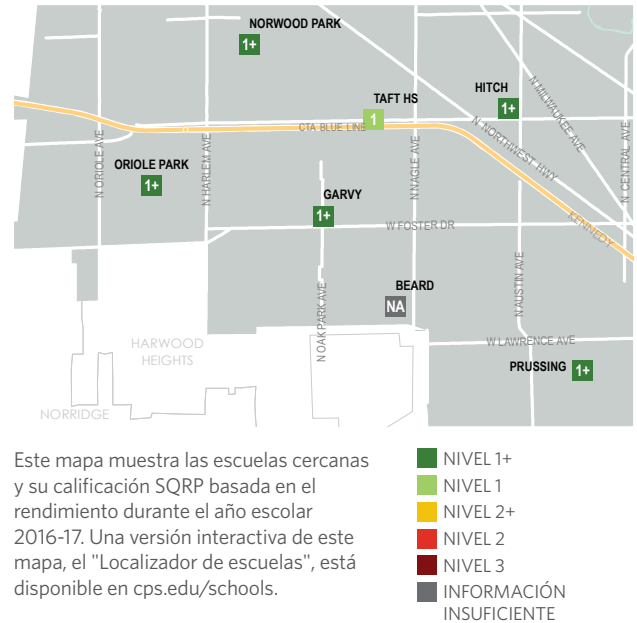 NORWOOD PARK
1+
TAFT HS
1
HITCH
1+
N MILWAUKEE AVE
N NORTHWEST HWY
N CENTRAL AVE
CTA BLUE LINE
N ORIOLE AVE
N HARLEM AVE
N NAGLE AVE
ORIOLE PARK
1+
GARVY
1+
W FOSTER DR
KENNEDY
N AUSTIN AVE
N OAK PARK AVE
BEARD
NA
HARWOOD
HEIGHTS
W LAWRENCE AVE
PRUSSING
1+
NORRIDGE
Este mapa muestra las escuelas cercanas
y su calificación SQRP basada en el
rendimiento durante el año escolar
2016-17. Una versión interactiva de este
mapa, el "Localizador de escuelas", está
disponible en cps.edu/schools.
NIVEL 1+
NIVEL 1
NIVEL 2+
NIVEL 2
NIVEL 3
INFORMACIÓN
INSUFICIENTE